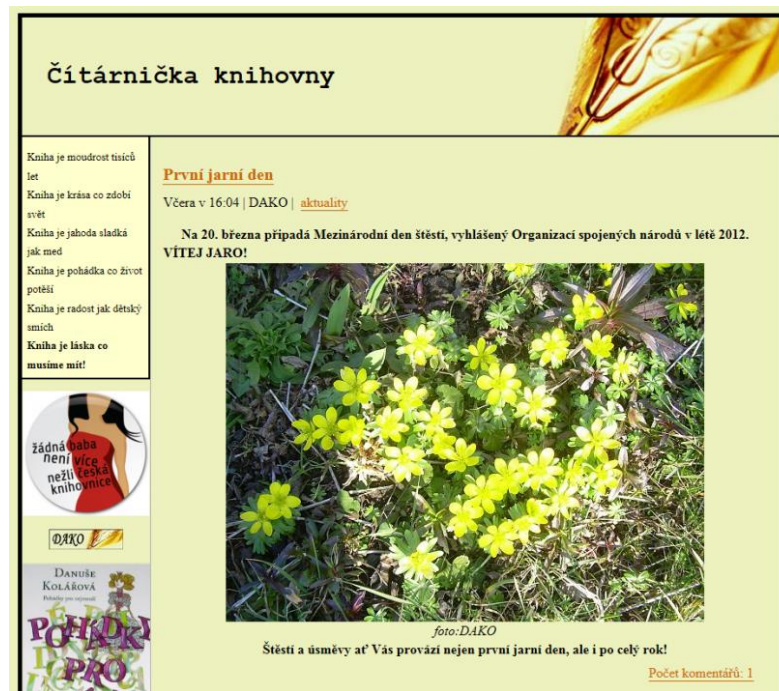 Čítárnička knihovny
Kniha je moudrost tisíců
let
Kniha je krása co zdobí
svět
Kniha je jahoda sladká
jak med
Kniha je pohádka co život
potěší
Kniha je radost jak dětský
smích
Kniha je láska co
musíme mít!
žádná baba
není více
nežli česká
knihovnice
DAKO
DANUŠE
KOLÁŘOVÁ
Pohádky pro nejmenší
POHÁDKY
PRO
První jarní den
Včera v 16:04 | DAKO | aktuality
Na 20. března připadá Mezinárodní den štěstí, vyhlášený Organizací spojených národů v létě 2012.
VÍTEJ JARO!
foto:DAKO
Štěstí a úsměvy ať Vás provází nejen první jarní den, ale i po celý rok!
Počet komentářů: 1